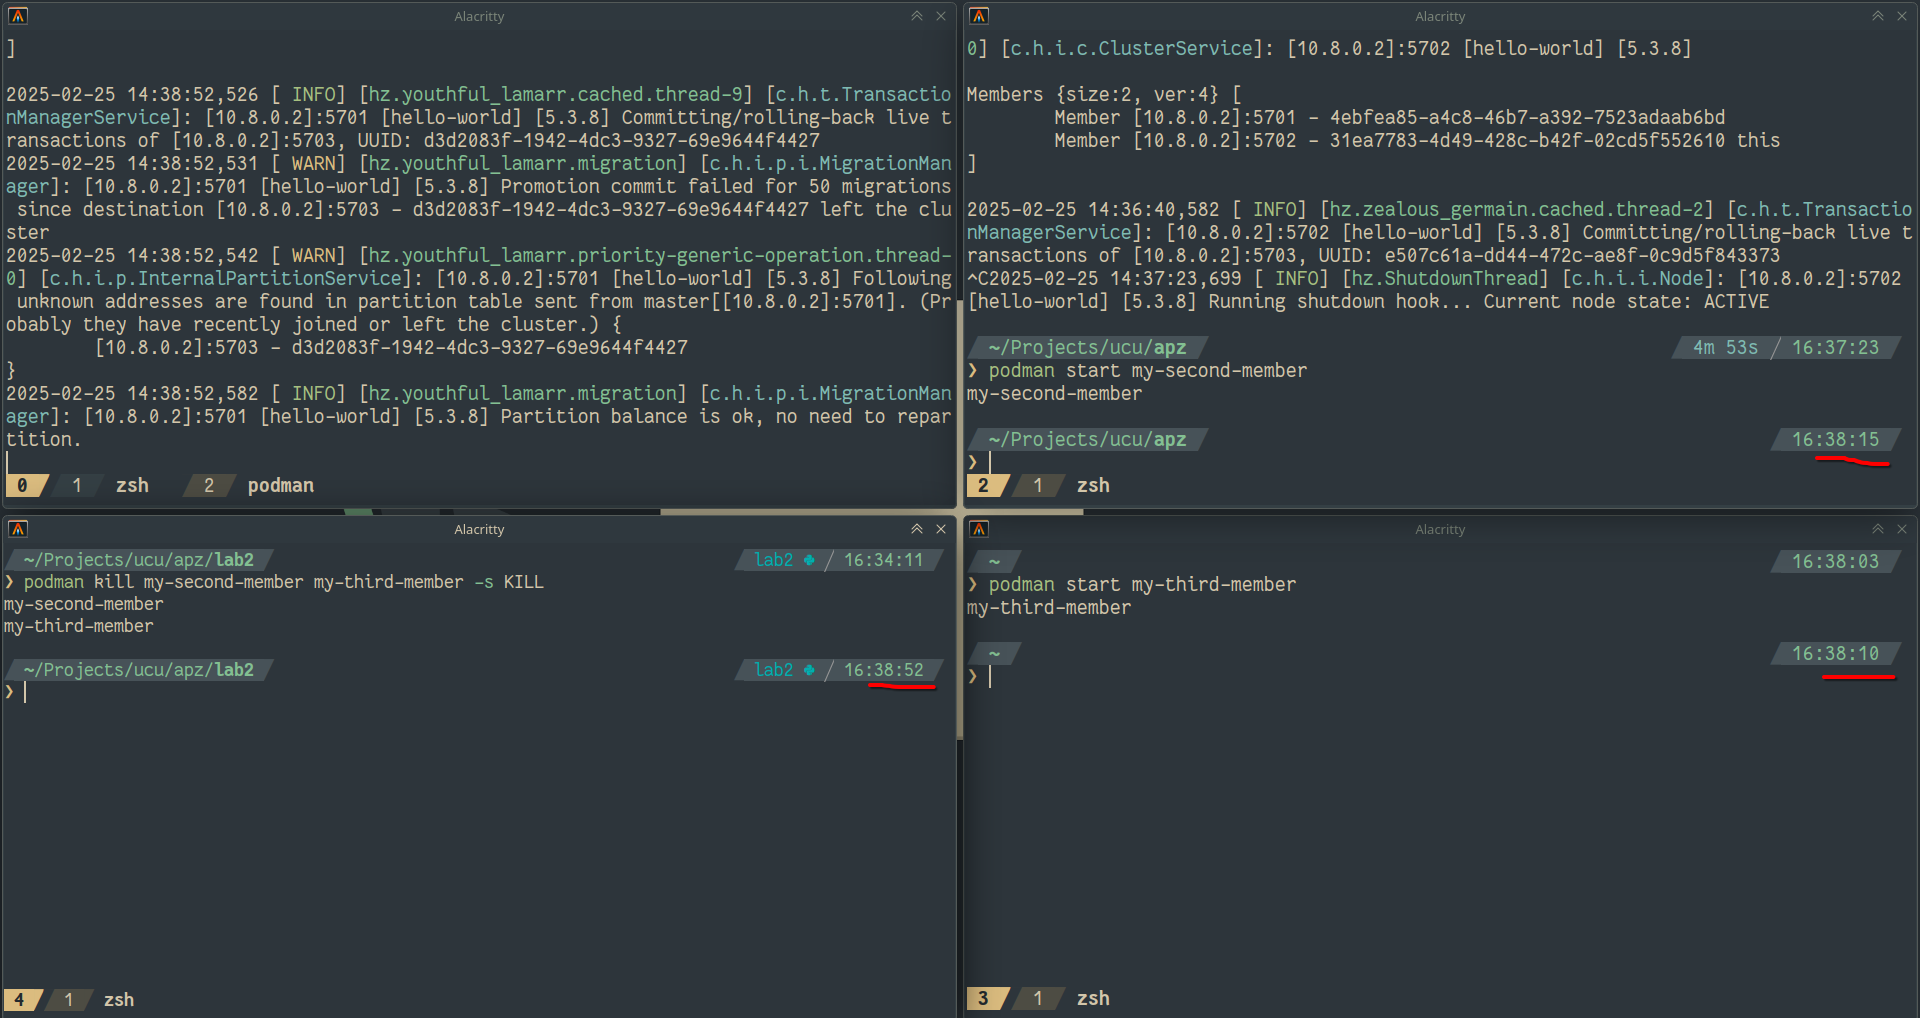 Alacritty
]
2025-02-25 14:38:52,526 [ INFO] [hz.youthful_lamarr.cached.thread-9] [c.h.t.Transactio
nManagerService]: [10.8.0.2]:5701 [hello-world] [5.3.8] Committing/rolling-back live t
ransactions of [10.8.0.2]:5703, UUID: d3d2083f-1942-4dc3-9327-69e9644f4427
2025-02-25 14:38:52,531 [ WARN] [hz.youthful_lamarr.migration] [c.h.i.p.i.MigrationMan
ager]: [10.8.0.2]:5701 [hello-world] [5.3.8] Promotion commit failed for 50 migrations
 since destination [10.8.0.2]:5703 - d3d2083f-1942-4dc3-9327-69e9644f4427 left the clu
ster
2025-02-25 14:38:52,542 [ WARN] [hz.youthful_lamarr.priority-generic-operation.thread-
0] [c.h.i.p.InternalPartitionService]: [10.8.0.2]:5701 [hello-world] [5.3.8] Following
 unknown addresses are found in partition table sent from master[[10.8.0.2]:5701]. (Pr
obably they have recently joined or left the cluster.) {
        [10.8.0.2]:5703 - d3d2083f-1942-4dc3-9327-69e9644f4427
}
2025-02-25 14:38:52,582 [ INFO] [hz.youthful_lamarr.migration] [c.h.i.p.i.MigrationMan
ager]: [10.8.0.2]:5701 [hello-world] [5.3.8] Partition balance is ok, no need to repar
tition.
0 1 zsh 2 podman
Alacritty
0] [c.h.i.c.ClusterService]: [10.8.0.2]:5702 [hello-world] [5.3.8]
Members {size:2, ver:4} [
        Member [10.8.0.2]:5701 - 4ebfea85-a4c8-46b7-a392-7523adaab6bd
        Member [10.8.0.2]:5702 - 31ea7783-4d49-428c-b42f-02cd5f552610 this
]
2025-02-25 14:36:40,582 [ INFO] [hz.zealous_germain.cached.thread-2] [c.h.t.Transactio
nManagerService]: [10.8.0.2]:5702 [hello-world] [5.3.8] Committing/rolling-back live t
ransactions of [10.8.0.2]:5703, UUID: e507c61a-dd44-472c-ae8f-0c9d5f843373
^C2025-02-25 14:37:23,699 [ INFO] [hz.ShutdownThread] [c.h.i.i.Node]: [10.8.0.2]:5702
[hello-world] [5.3.8] Running shutdown hook... Current node state: ACTIVE
~/Projects/ucu/apz 4m 53s / 16:37:23
❯ podman start my-second-member
my-second-member
~/Projects/ucu/apz 16:38:15
❯
2 1 zsh
Alacritty
~/Projects/ucu/apz/lab2 lab2 / 16:34:11
❯ podman kill my-second-member my-third-member -s KILL
my-second-member
my-third-member
~/Projects/ucu/apz/lab2 lab2 / 16:38:52
❯
4 1 zsh
Alacritty
~ 16:38:03
❯ podman start my-third-member
my-third-member
~ 16:38:10
❯
3 1 zsh